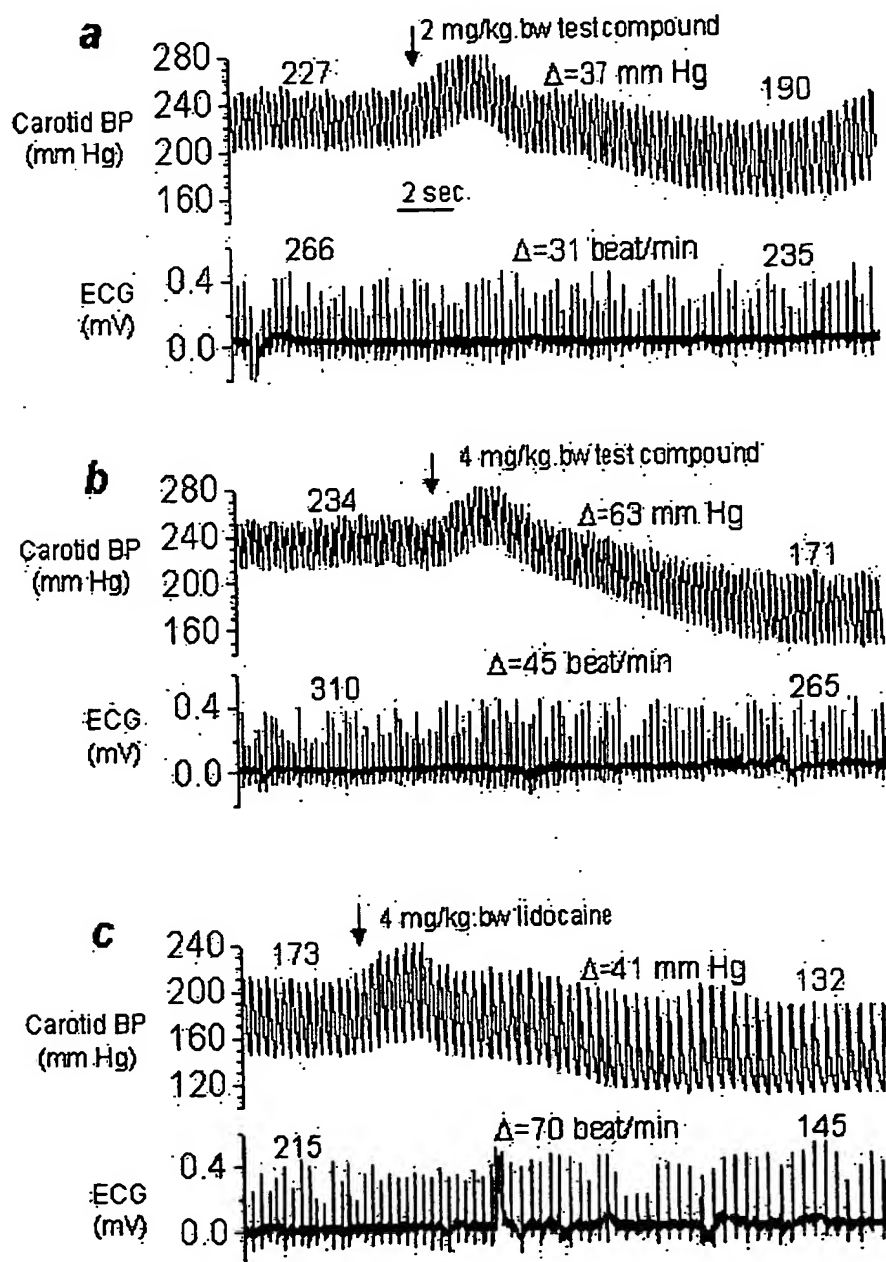 a
2 mg/kg.bw test compound
280
227
Δ=37 mm Hg
190
Carotid BP
(mm Hg)
240
200
160
2 sec.
266
Δ=31 beat/min
235
ECG
(mV)
0.4
0.0
b
4 mg/kg.bw test compound
280
234
Δ=63 mm Hg
171
Carotid BP
(mm Hg)
240
200
160
Δ=45 beat/min
310
265
ECG
(mV)
0.4
0.0
c
4 mg/kg.bw lidocaine
240
173
Δ=41 mm Hg
132
Carotid BP
(mm Hg)
200
160
120
215
Δ=70 beat/min
145
ECG
(mV)
0.4
0.0